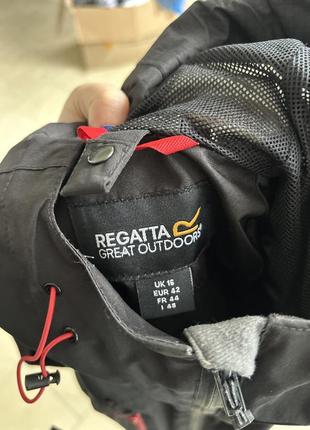 REGATTA
GREAT OUTDOORS
UK 16
EUR 42
FR 44
I 48